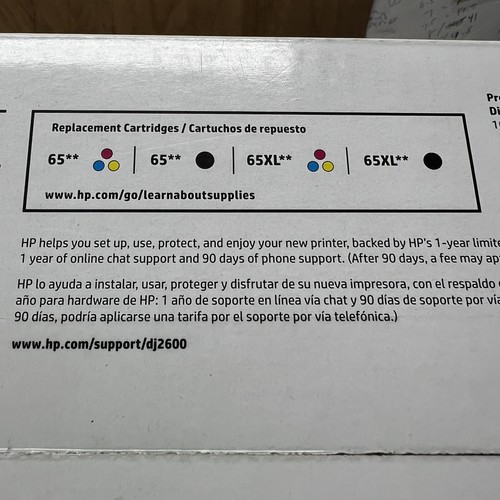 Replacement Cartridges / Cartuchos de repuesto
65** 65** 65XL** 65XL**
www.hp.com/go/learnaboutsupplies
HP helps you set up, use, protect, and enjoy your new printer, backed by HP's 1-year limite
1 year of online chat support and 90 days of phone support. (After 90 days, a fee may ap
HP lo ayuda a instalar, usar, proteger y disfrutar de su nueva impresora, con el respaldo
año para hardware de HP: 1 año de soporte en línea vía chat y 90 días de soporte por vía
90 días, podría aplicarse una tarifa por el soporte por vía telefónica.)
www.hp.com/support/dj2600
Pr
Di